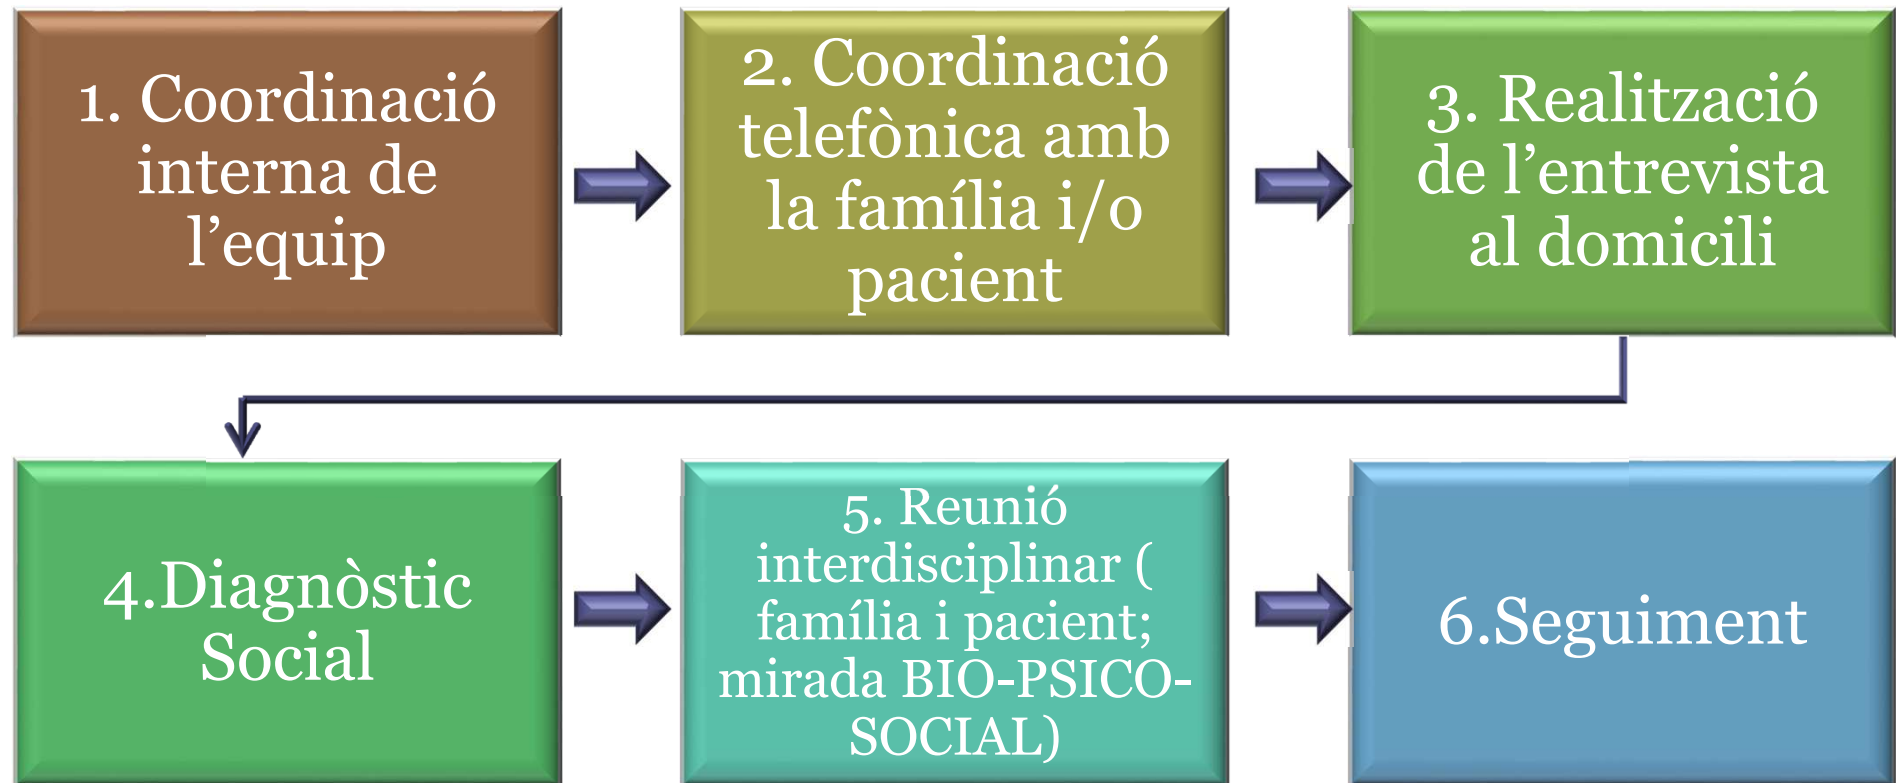 1. Coordinació
interna de
l’equip
2. Coordinació
telefònica amb
la família i/o
pacient
3. Realització
de l’entrevista
al domicili
4.Diagnòstic
Social
5. Reunió
interdisciplinar (
família i pacient;
mirada BIO-PSICO-
SOCIAL)
6.Seguiment